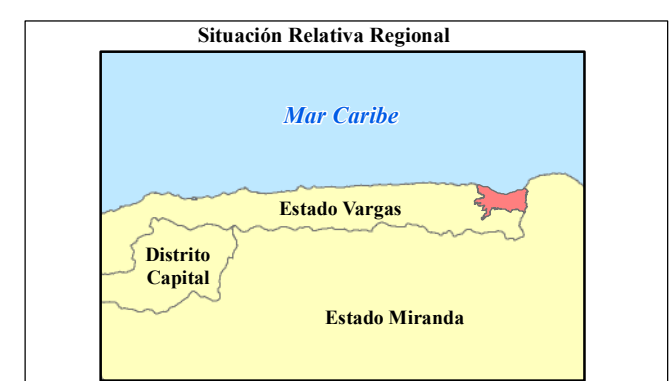 Situación Relativa Regional
Mar Caribe
Estado Vargas
Distrito
Capital
Estado Miranda